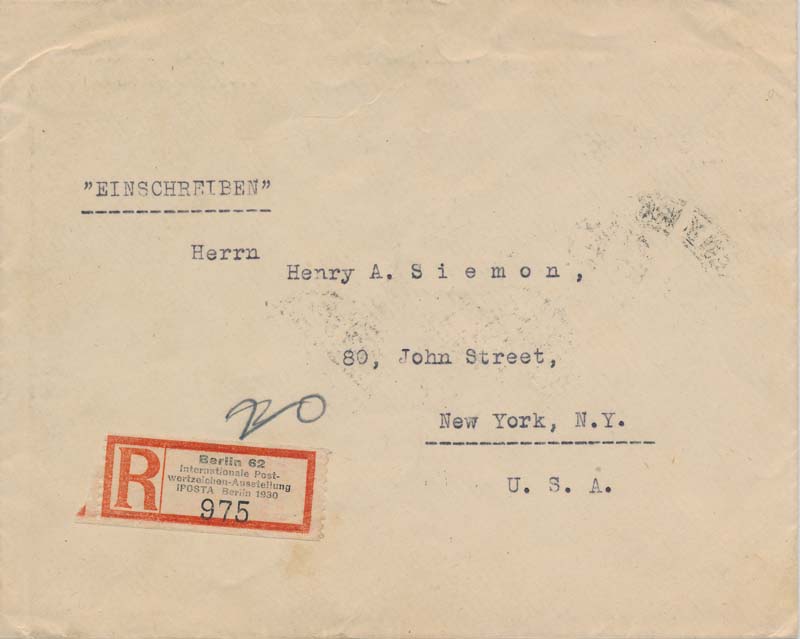 "EINSCHREIBEN"
Herrn
Henry A. Siemon,
80, John Street,
New York, N.Y.
U. S. A.
R
Berlin 62
Internationale Post-
wertzeichen-Ausstellung
IPOSTA Berlin 1930
975